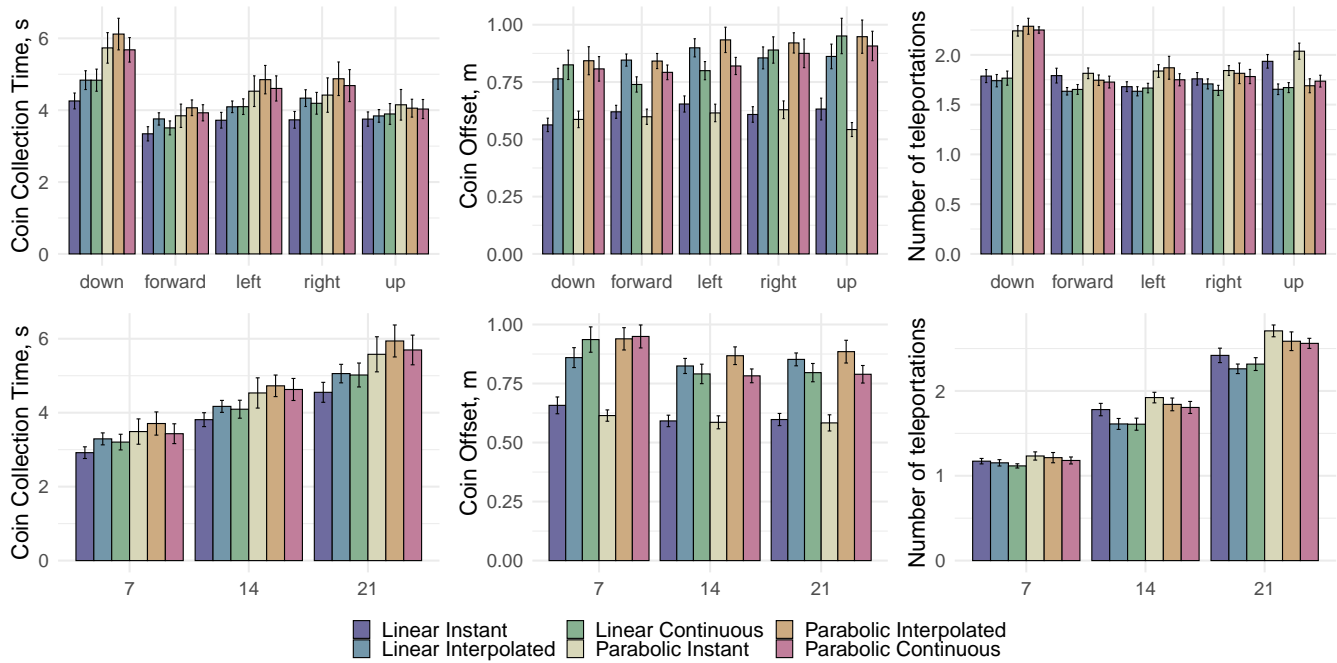 Coin Collection Time, s
6
4
2
0
down forward left right up
Coin Offset, m
1.00
0.75
0.50
0.25
0.00
down forward left right up
Number of teleportations
2.0
1.5
1.0
0.5
0.0
down forward left right up
Coin Collection Time, s
6
4
2
0
7 14 21
Coin Offset, m
1.00
0.75
0.50
0.25
0.00
7 14 21
Number of teleportations
2
1
0
7 14 21
Linear Instant Linear Continuous Parabolic Interpolated
Linear Interpolated Parabolic Instant Parabolic Continuous